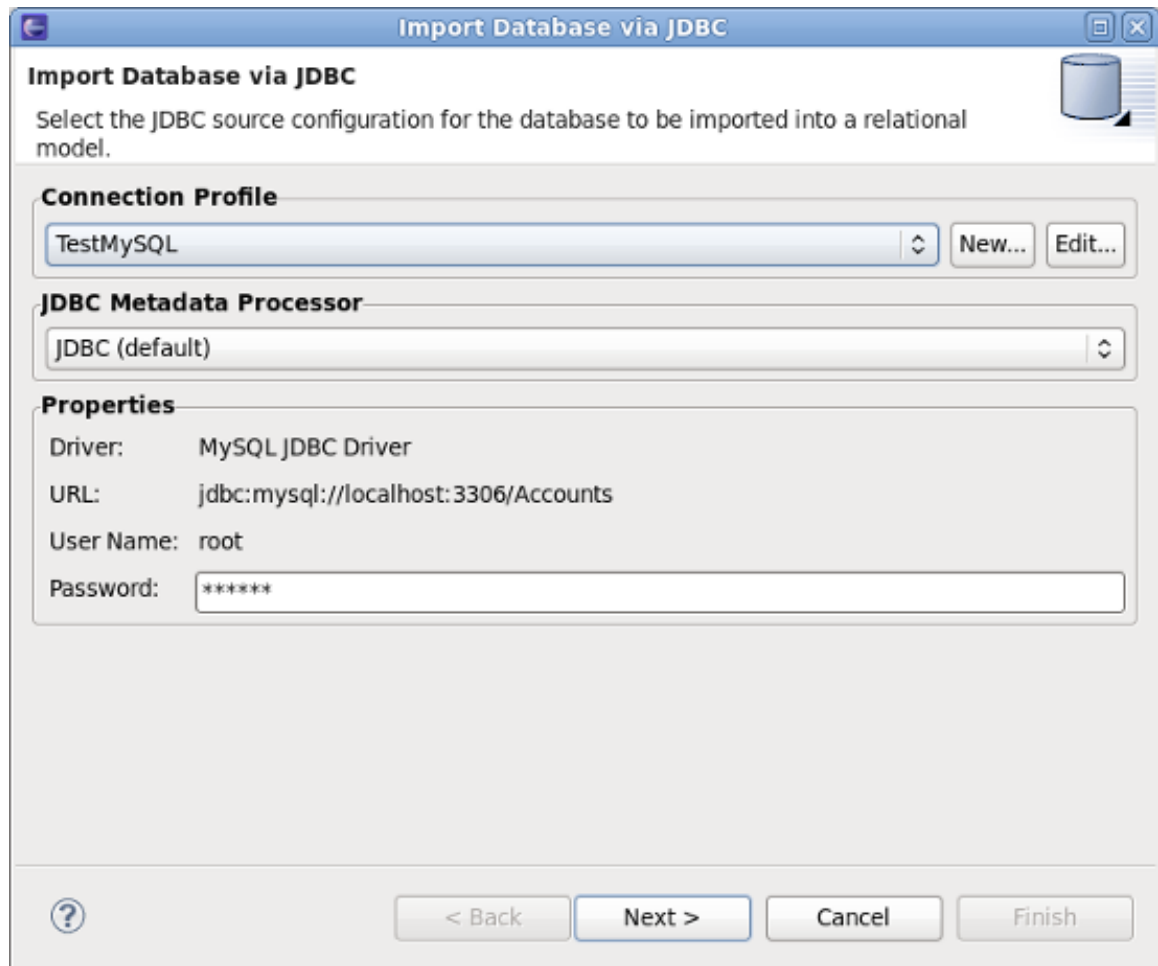 Import Database via JDBC
Import Database via JDBC
Select the JDBC source configuration for the database to be imported into a relational
model.
Connection Profile
TestMySQL New... Edit...
JDBC Metadata Processor
JDBC (default)
Properties
Driver: MySQL JDBC Driver
URL: jdbc:mysql://localhost:3306/Accounts
User Name: root
Password: ******
? < Back Next > Cancel Finish